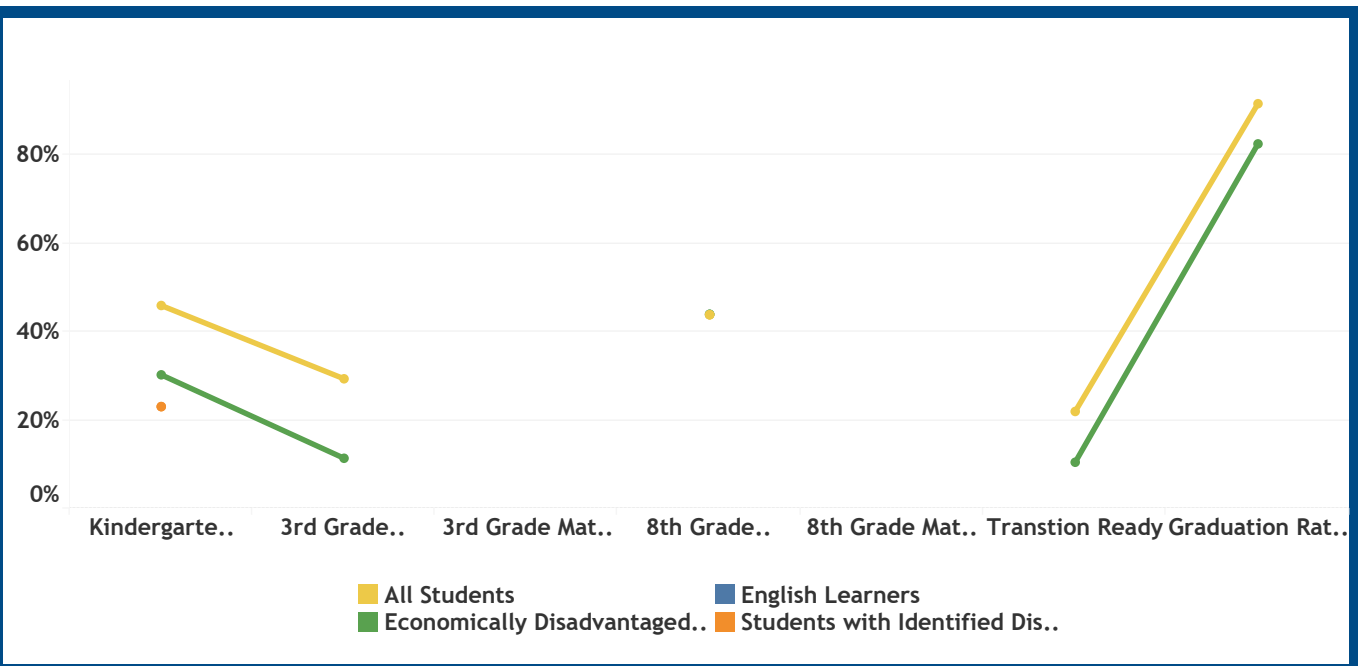 80%
60%
40%
20%
0%
Kindergarte.. 3rd Grade.. 3rd Grade Mat.. 8th Grade.. 8th Grade Mat.. Transtion Ready Graduation Rat..
All Students English Learners
Economically Disadvantaged.. Students with Identified Dis..